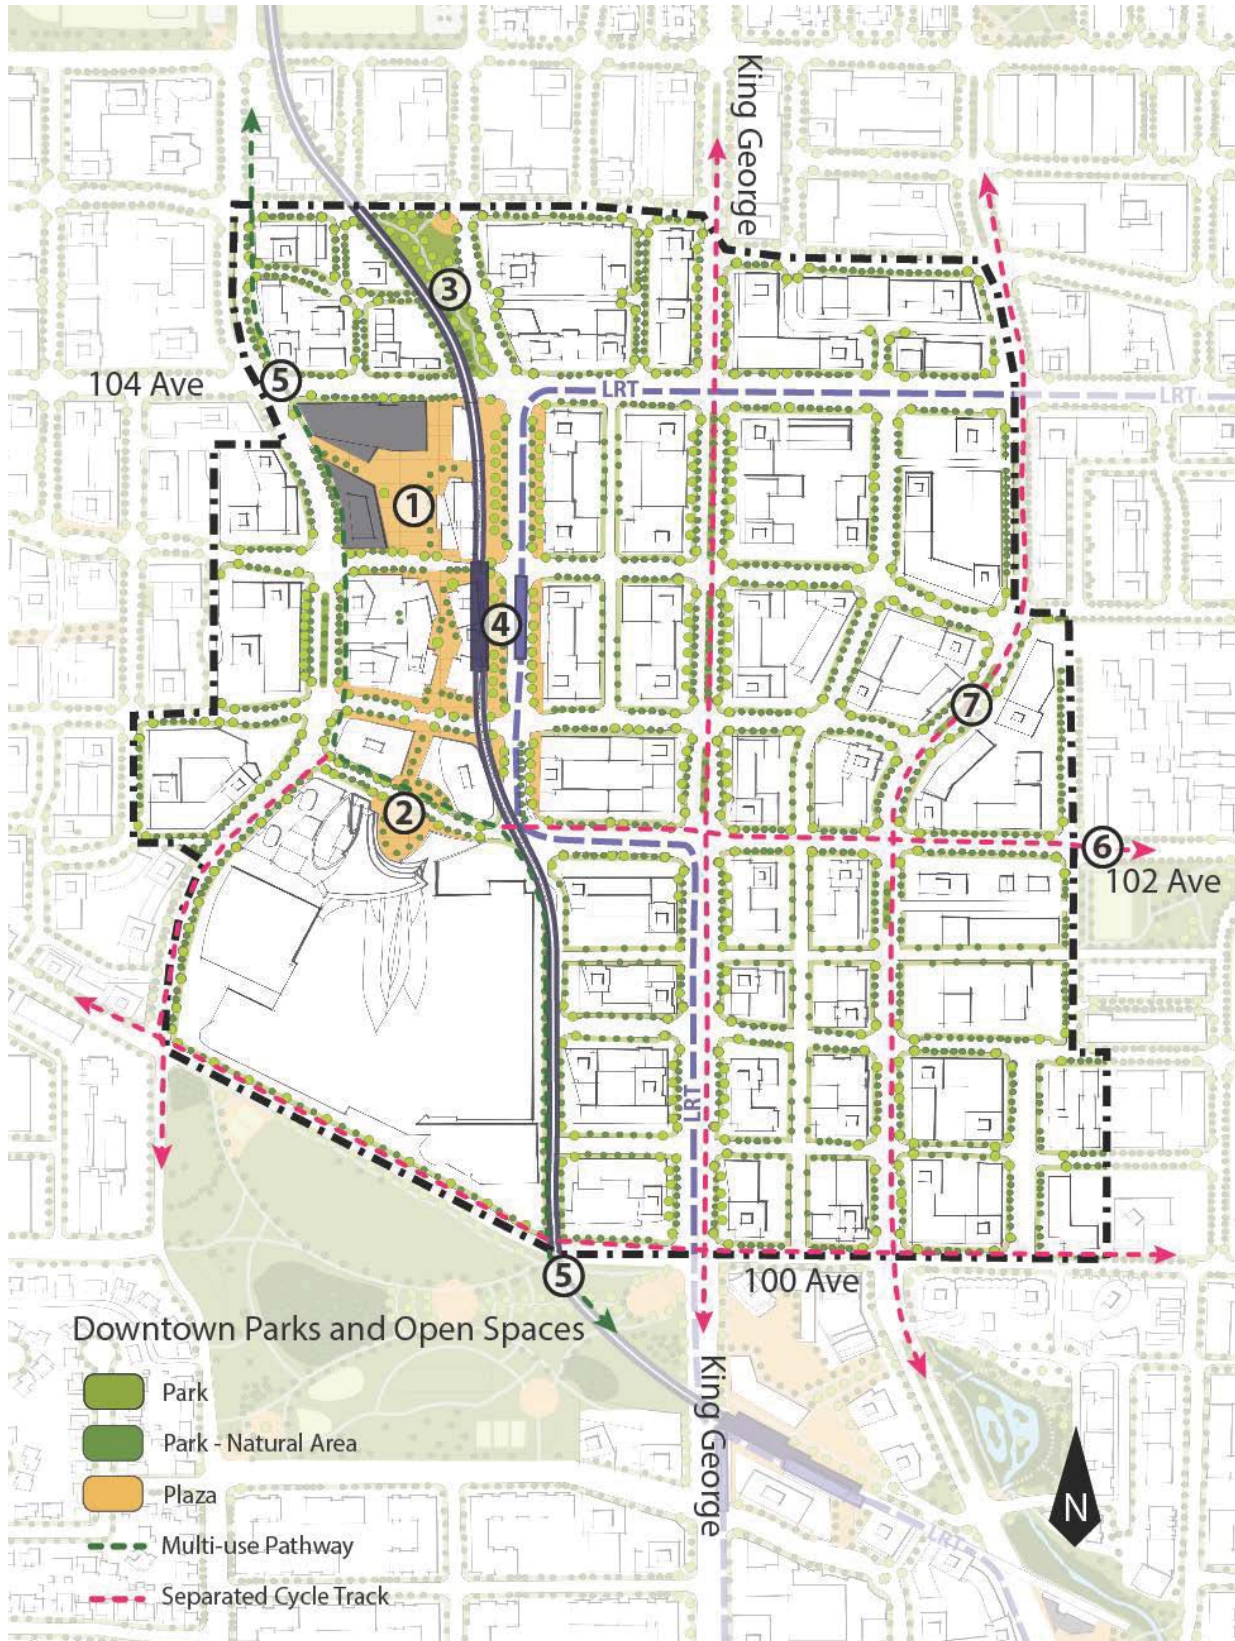 King George
3
104 Ave
5
LRT
LRT
1
4
7
2
6
102 Ave
LRT
5
100 Ave
Downtown Parks and Open Spaces
Park
Park - Natural Area
Plaza
Multi-use Pathway
Separated Cycle Track
King George
N
LRT